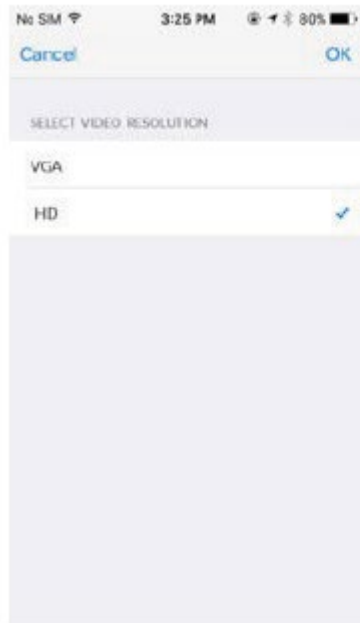 No SIM 3:25 PM 80%
Cancel OK
SELECT VIDEO RESOLUTION
VGA
HD